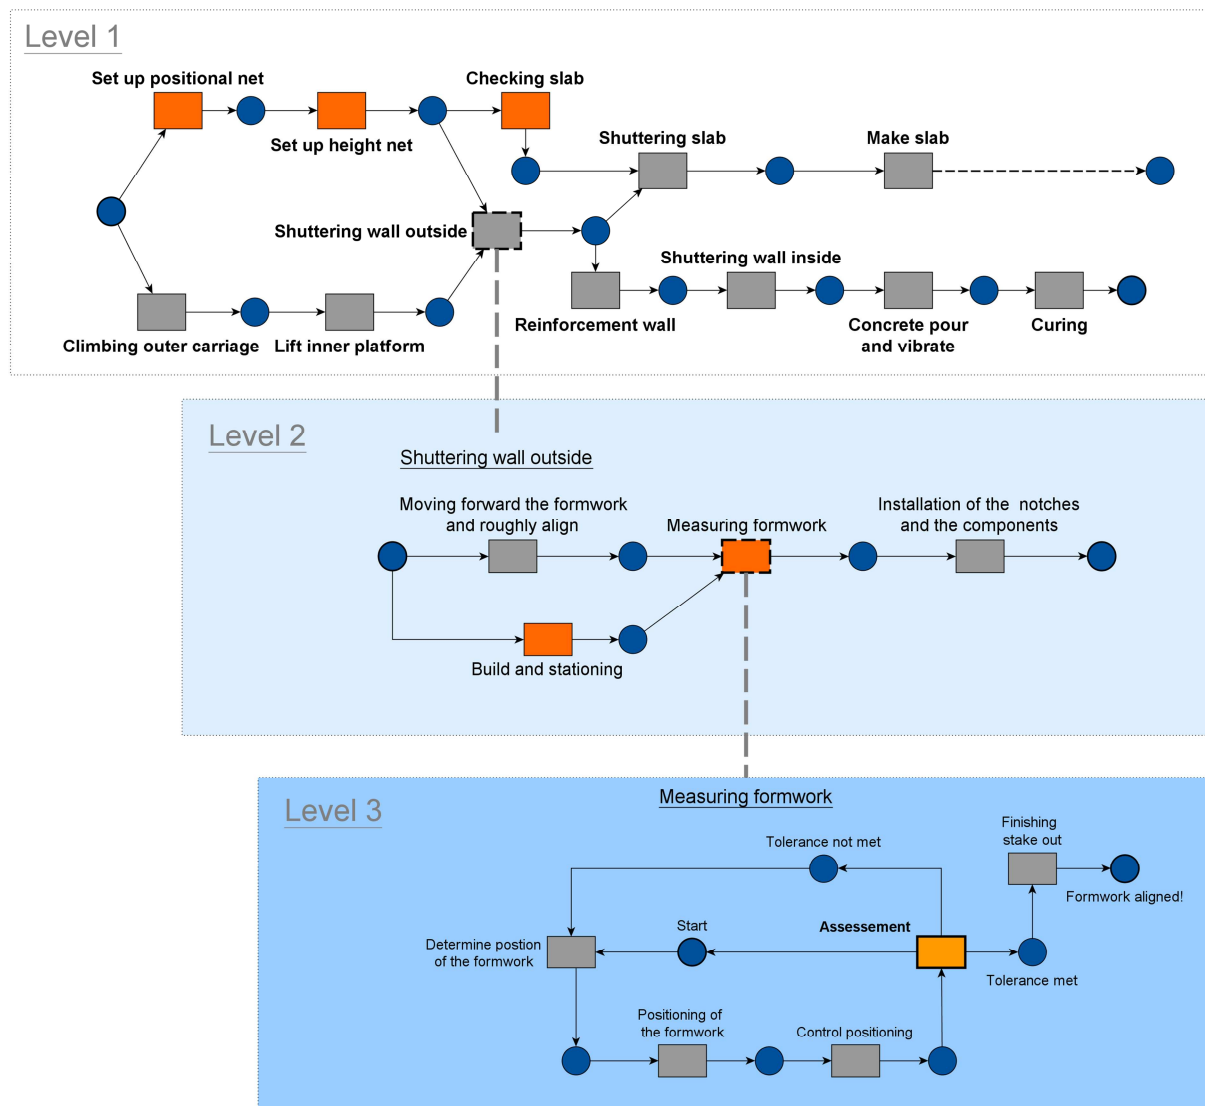 Level 1
Set up positional net
Checking slab
Set up height net
Shuttering slab
Make slab
Shuttering wall outside
Shuttering wall inside
Reinforcement wall
Concrete pour
and vibrate
Curing
Climbing outer carriage
Lift inner platform
Level 2
Shuttering wall outside
Moving forward the formwork
and roughly align
Measuring formwork
Installation of the notches
and the components
Build and stationing
Level 3
Measuring formwork
Finishing
stake out
Tolerance not met
Formwork aligned!
Start
Assessement
Determine postion
of the formwork
Tolerance met
Positioning of
the formwork
Control positioning